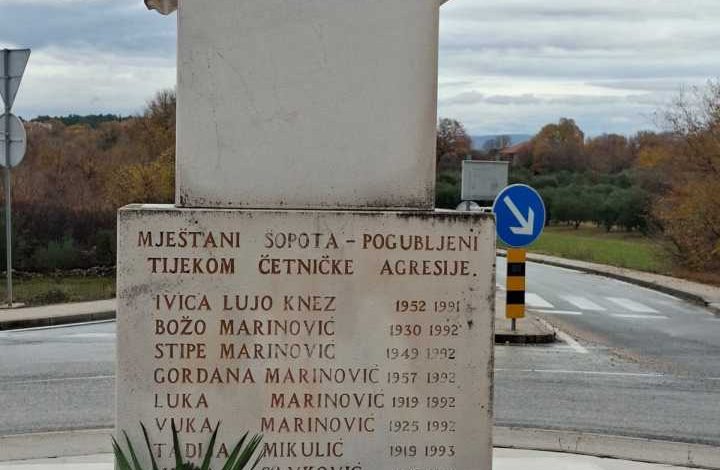 MJEŠTANI SOPOTA - POGUBLJENI
TIJEKOM ČETNIČKE AGRESIJE.
IVICA LUJO KNEZ 1952 1991
BOŽO MARINOVIĆ 1930 1992
STIPE MARINOVIĆ 1949 1992
GORDANA MARINOVIĆ 1957 1992
LUKA MARINOVIĆ 1919 1992
VUKA MARINOVIĆ 1925 1992
TADIJA MIKULIĆ 1919 1993